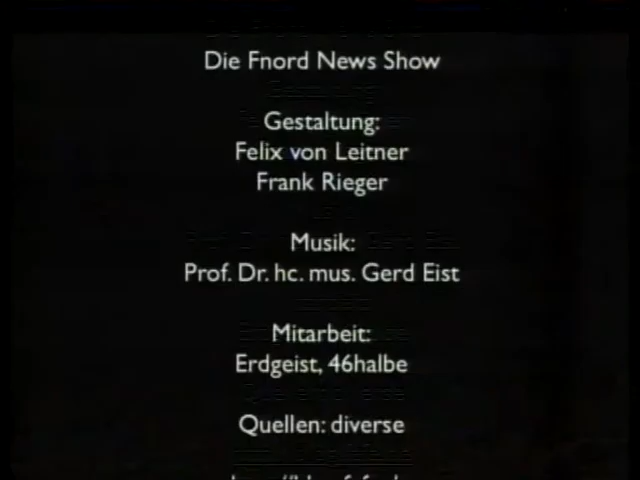 Die Fnord News Show
Gestaltung:
Felix von Leitner
Frank Rieger
Musik:
Prof. Dr. hc. mus. Gerd Eist
Mitarbeit:
Erdgeist, 46halbe
Quellen: diverse